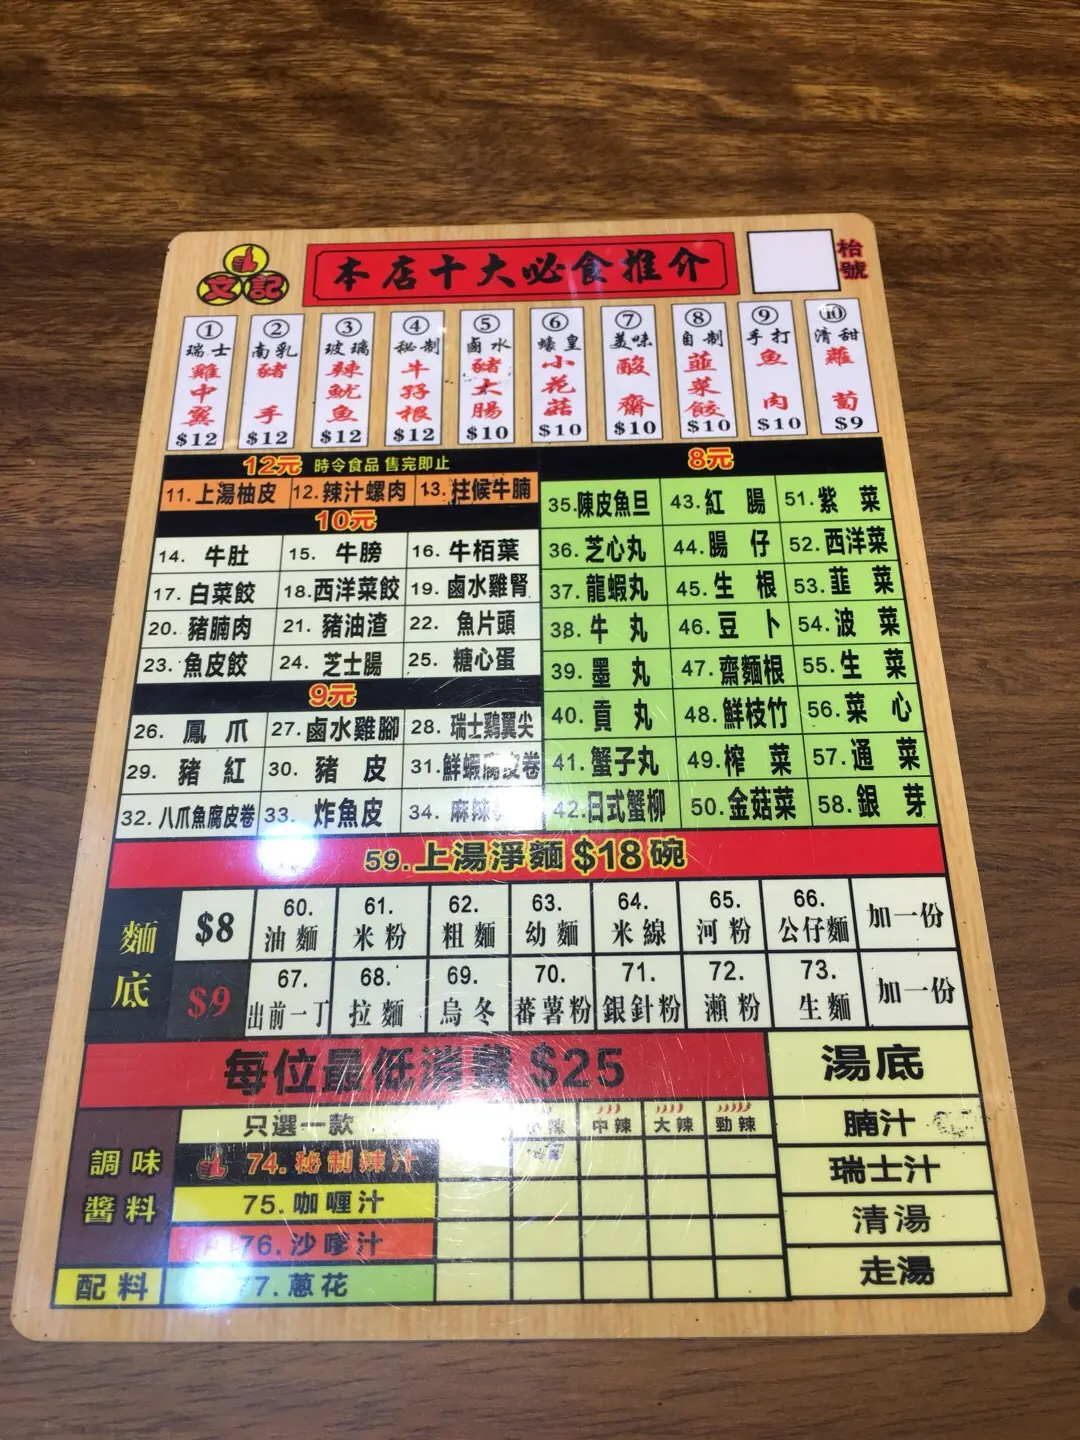 文記
本店十大必食推介
枱號
① 瑞士雞中翼 $12
② 南乳豬手 $12
③ 玻璃辣魷魚 $12
④ 秘制牛孖根 $12
⑤ 鹵水豬大腸 $10
⑥ 蠔皇小花菇 $10
⑦ 美味酸齋 $10
⑧ 自制韮菜餃 $10
⑨ 手打魚肉 $10
⑩ 清甜蘿蔔 $9
12元 時令食品 售完即止
11. 上湯柚皮 12. 辣汁螺肉 13. 拄候牛腩
10元
14. 牛肚 15. 牛膀 16. 牛栢葉
17. 白菜餃 18. 西洋菜餃 19. 鹵水雞腎
20. 豬腩肉 21. 豬油渣 22. 魚片頭
23. 魚皮餃 24. 芝士腸 25. 糖心蛋
9元
26. 鳳爪 27. 鹵水雞腳 28. 瑞士鷄翼尖
29. 豬紅 30. 豬皮 31. 鮮蝦腐皮卷
32. 八爪魚腐皮卷 33. 炸魚皮 34. 麻辣
8元
35. 陳皮魚旦 43. 紅腸 51. 紫菜
36. 芝心丸 44. 腸仔 52. 西洋菜
37. 龍蝦丸 45. 生根 53. 韮菜
38. 牛丸 46. 豆卜 54. 波菜
39. 墨丸 47. 齋麵根 55. 生菜
40. 貢丸 48. 鮮枝竹 56. 菜心
41. 蟹子丸 49. 榨菜 57. 通菜
42. 日式蟹柳 50. 金菇菜 58. 銀芽
59. 上湯淨麵 $18 碗
麵底
$8 60. 油麵 61. 米粉 62. 粗麵 63. 幼麵 64. 米線 65. 河粉 66. 公仔麵 加一份
$9 67. 出前一丁 68. 拉麵 69. 烏冬 70. 蕃薯粉 71. 銀針粉 72. 瀨粉 73. 生麵 加一份
每位最低消費 $25
調味醬料
只選一款 小辣 中辣 大辣 勁辣
74. 秘制辣汁
75. 咖喱汁
76. 沙嗲汁
配料 77. 蔥花
湯底
腩汁
瑞士汁
清湯
走湯